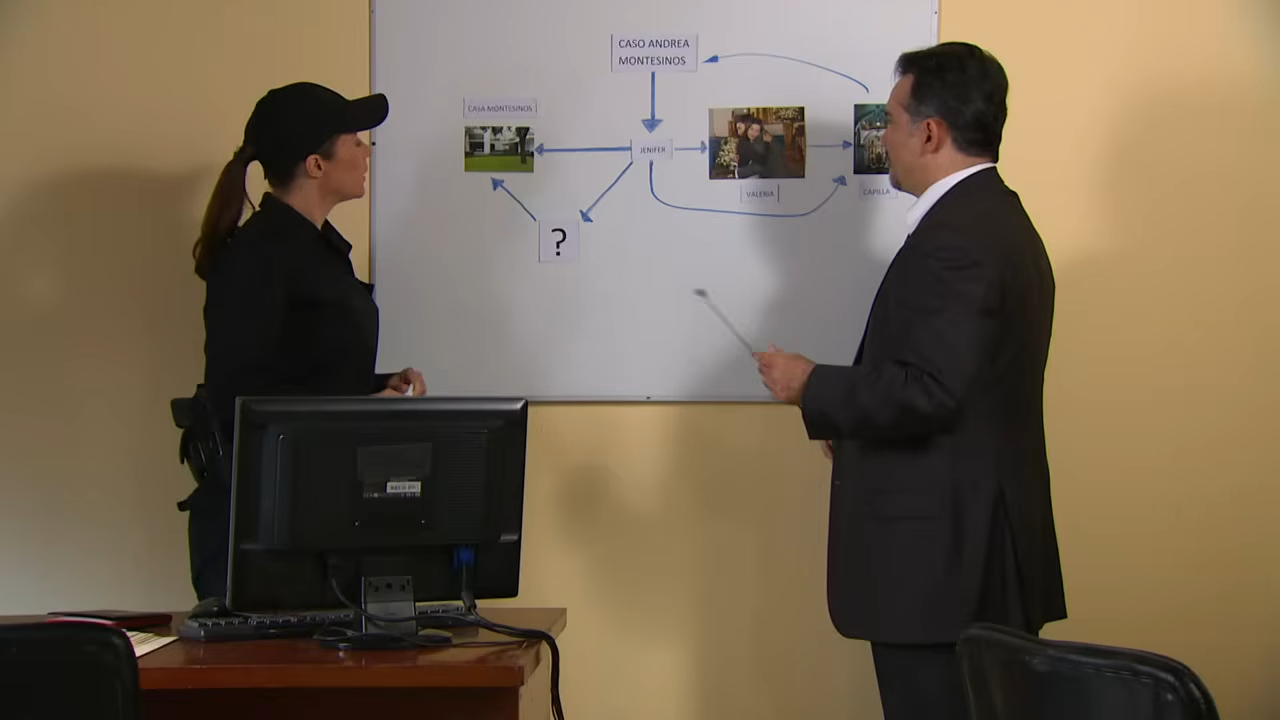 CASO ANDREA
MONTESINOS
CASA MONTESINOS
JENIFER
VALERIA
CAPILLA
?